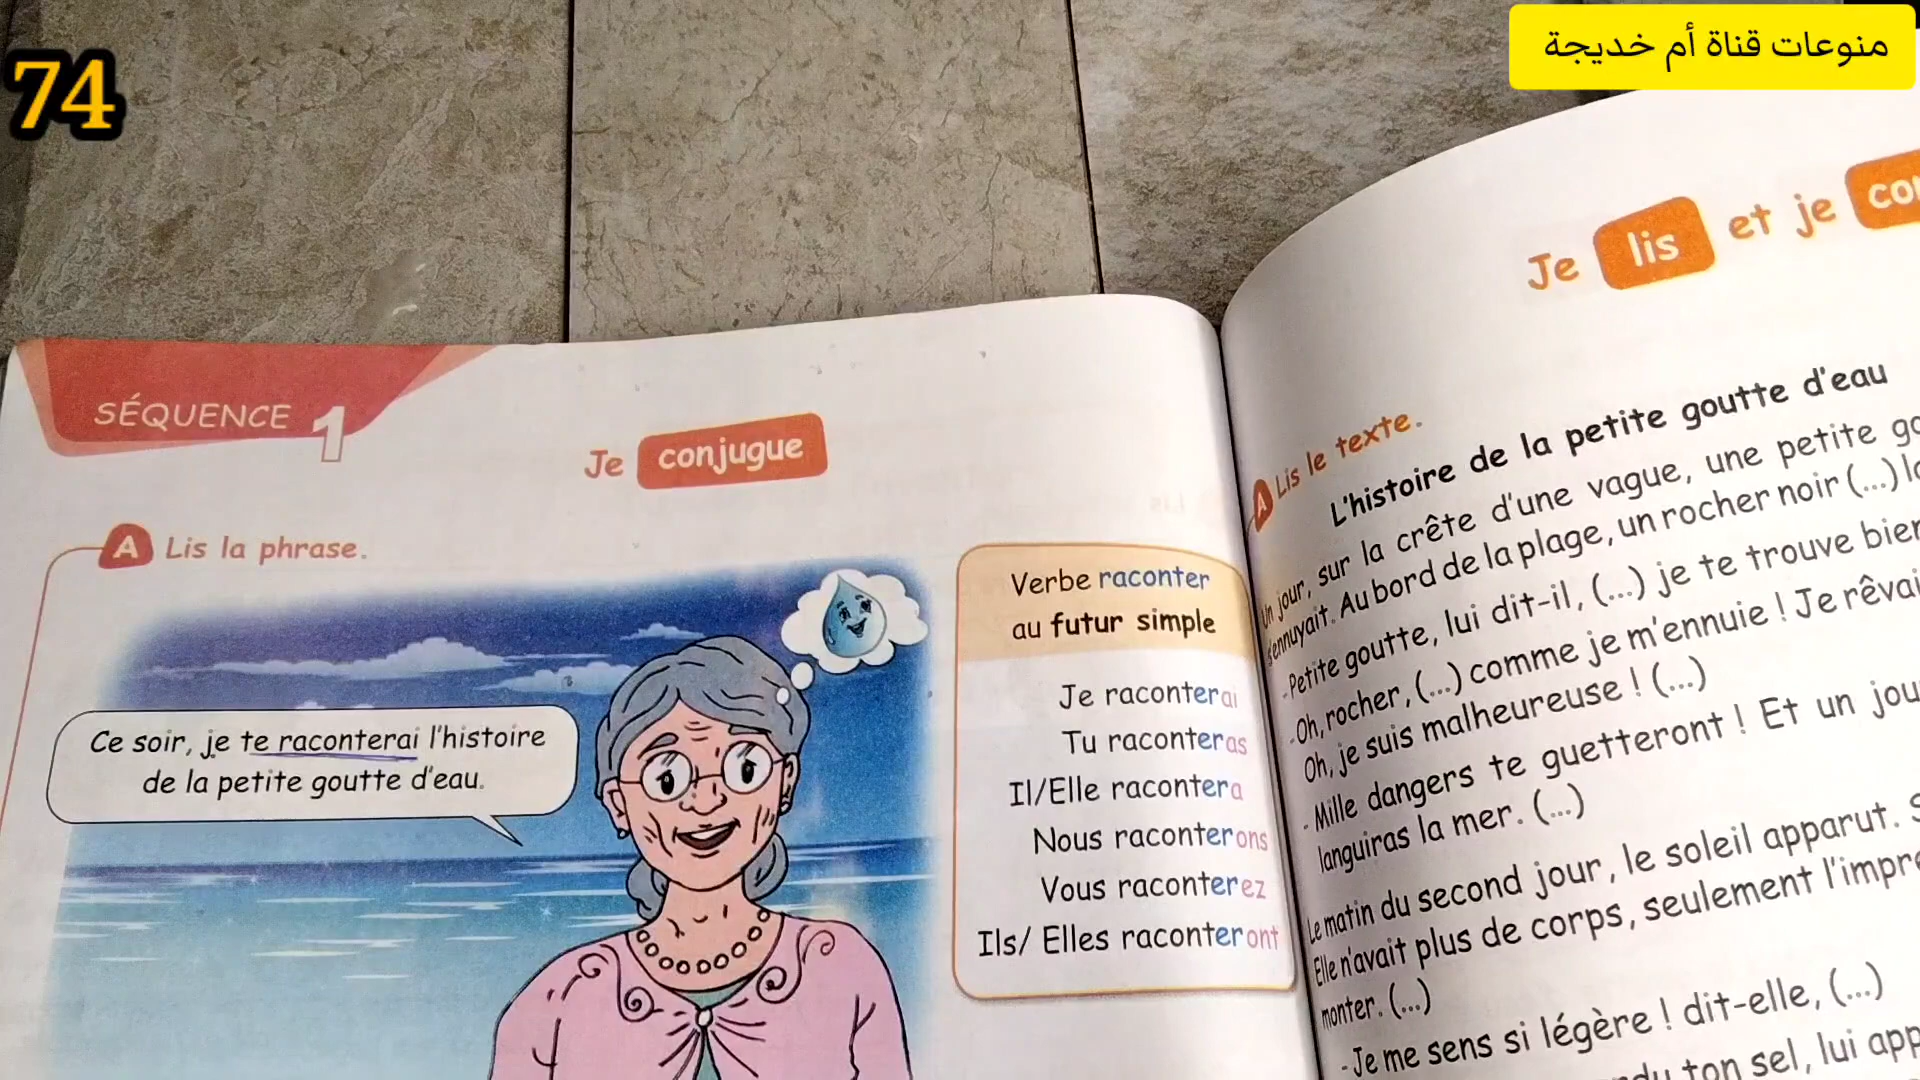 74
منوعات قناة أم خديجة
SÉQUENCE 1
Je conjugue
A Lis la phrase.
Ce soir, je te raconterai l'histoire
de la petite goutte d'eau.
Verbe raconter
au futur simple
Je raconterai
Tu raconteras
Il/Elle racontera
Nous raconterons
Vous raconterez
Ils/ Elles raconteront
Je lis et je
A Lis le texte.
L'histoire de la petite goutte d'eau
Un jour, sur la crête d'une vague, une petite
s'ennuyait. Au bord de la plage, un rocher noir (...)
-Petite goutte, lui dit-il, (...) je te trouve bien
-Oh, rocher, (...) comme je m'ennuie ! Je
Oh, je suis malheureuse ! (...)
- Mille dangers te guetteront ! Et un
languiras la mer. (...)
Le matin du second jour, le soleil apparut.
Elle n'avait plus de corps, seulement
monter. (...)
-Je me sens si légère ! dit-elle, (...)
ton sel, lui